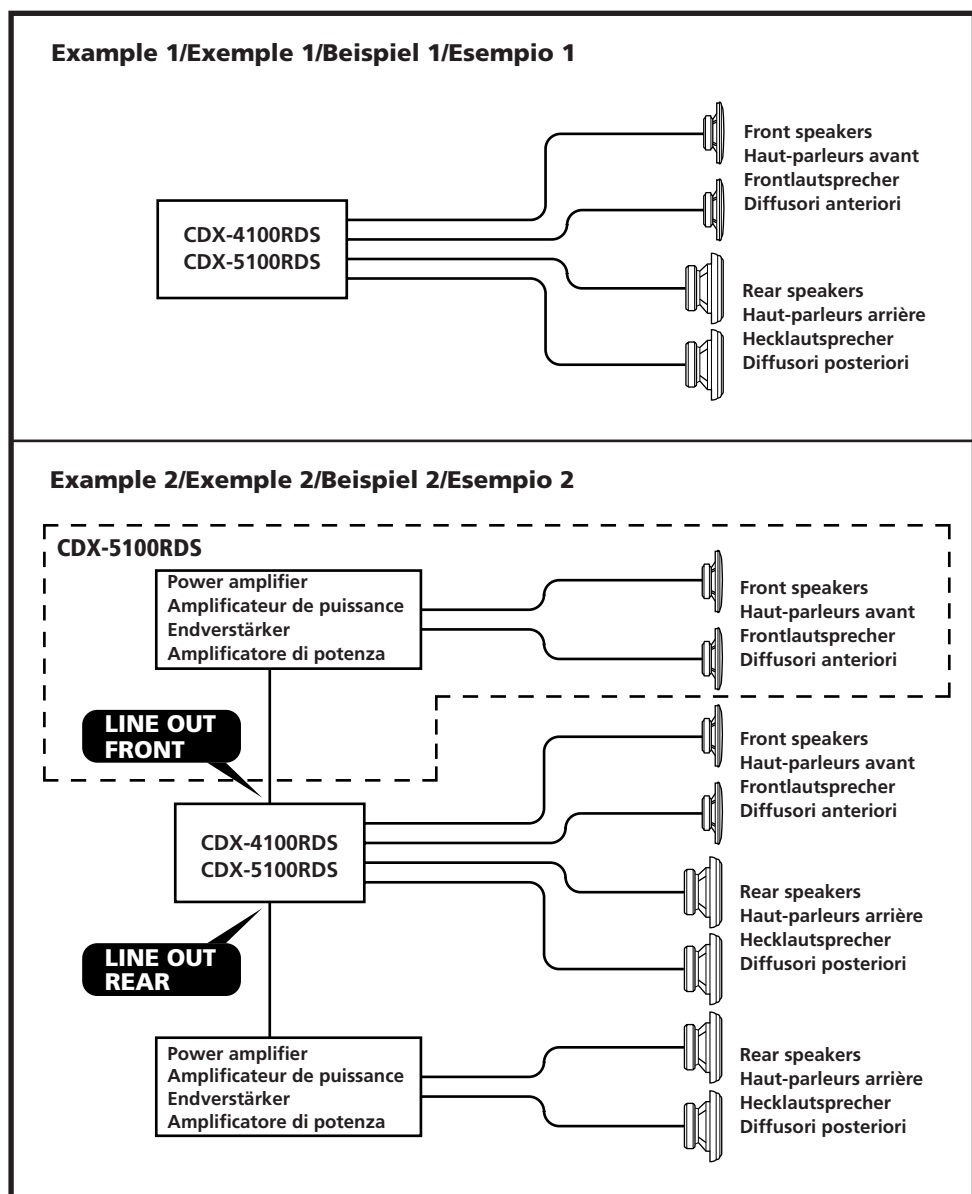 Example 1/Exemple 1/Beispiel 1/Esempio 1
CDX-4100RDS
CDX-5100RDS
Front speakers
Haut-parleurs avant
Frontlautsprecher
Diffusori anteriori
Rear speakers
Haut-parleurs arrière
Hecklautsprecher
Diffusori posteriori
Example 2/Exemple 2/Beispiel 2/Esempio 2
CDX-5100RDS
Power amplifier
Amplificateur de puissance
Endverstärker
Amplificatore di potenza
Front speakers
Haut-parleurs avant
Frontlautsprecher
Diffusori anteriori
LINE OUT
FRONT
CDX-4100RDS
CDX-5100RDS
Front speakers
Haut-parleurs avant
Frontlautsprecher
Diffusori anteriori
Rear speakers
Haut-parleurs arrière
Hecklautsprecher
Diffusori posteriori
LINE OUT
REAR
Power amplifier
Amplificateur de puissance
Endverstärker
Amplificatore di potenza
Rear speakers
Haut-parleurs arrière
Hecklautsprecher
Diffusori posteriori